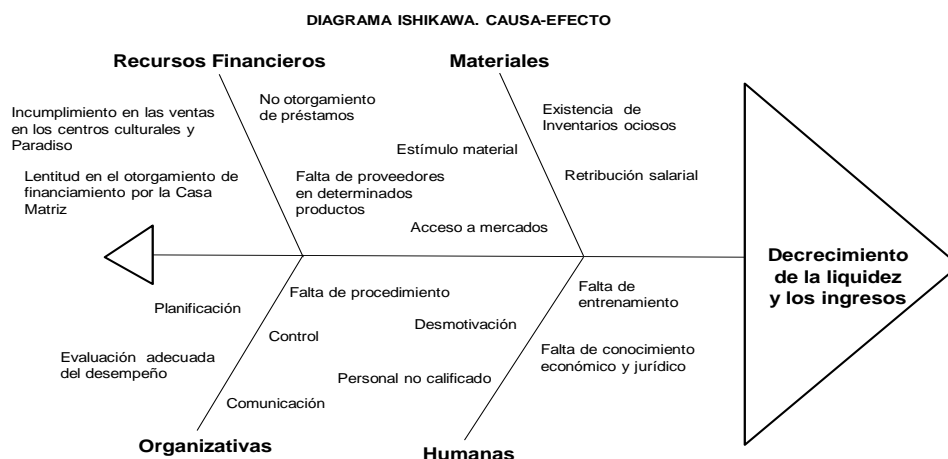 DIAGRAMA ISHIKAWA. CAUSA-EFECTO
Recursos Financieros
Incumplimiento en las ventas
en los centros culturales y
Paradiso
Lentitud en el otorgamiento de
financiamiento por la Casa
Matriz
No otorgamiento
de préstamos
Falta de proveedores
en determinados
productos
Materiales
Estímulo material
Acceso a mercados
Existencia de
Inventarios ociosos
Retribución salarial
Decrecimiento
de la liquidez
y los ingresos
Planificación
Evaluación adecuada
del desempeño
Falta de procedimiento
Control
Comunicación
Organizativas
Desmotivación
Personal no calificado
Falta de
entrenamiento
Falta de conocimiento
económico y jurídico
Humanas